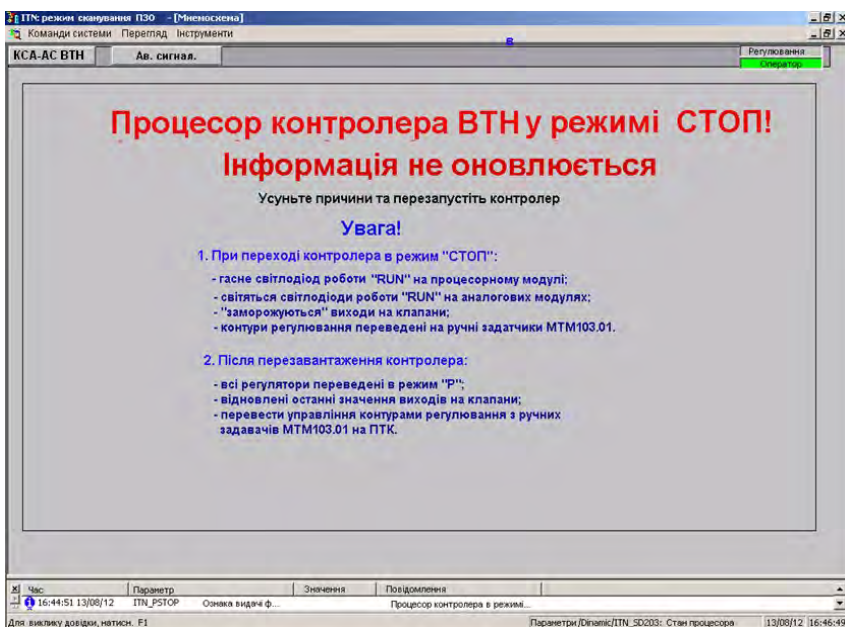 ITN: режим сканування ПЗО - [Мнемосхема]
Команди системи Перегляд Інструменти
в
КСА-АС ВТН Ав. сигнал. Регулювання
Оператор
Процесор контролера ВТН у режимі СТОП!
Інформація не оновлюється
Усуньте причини та перезапустіть контролер
Увага!
1. При переході контролера в режим "СТОП":
- гасне світлодіод роботи "RUN" на процесорному модулі;
- світяться світлодіоди роботи "RUN" на аналогових модулях;
- "заморожуються" виходи на клапани;
- контури регулювання переведені на ручні задатчики МТМ103.01.
2. Після перезавантаження контролера:
- всі регулятори переведені в режим "Р";
- відновлені останні значення виходів на клапани;
- перевести управління контурами регулювання з ручних
задавачів МТМ103.01 на ПТК.
Час Параметр Значення Повідомлення
16:44:51 13/08/12 ITN_PSTOP Ознака видачі ф... Процесор контролера в режимі...
Для виклику довідки, натисн. F1 Параметри/Dinamic/ITN_SD203: Стан процесора 13/08/12 16:46:49